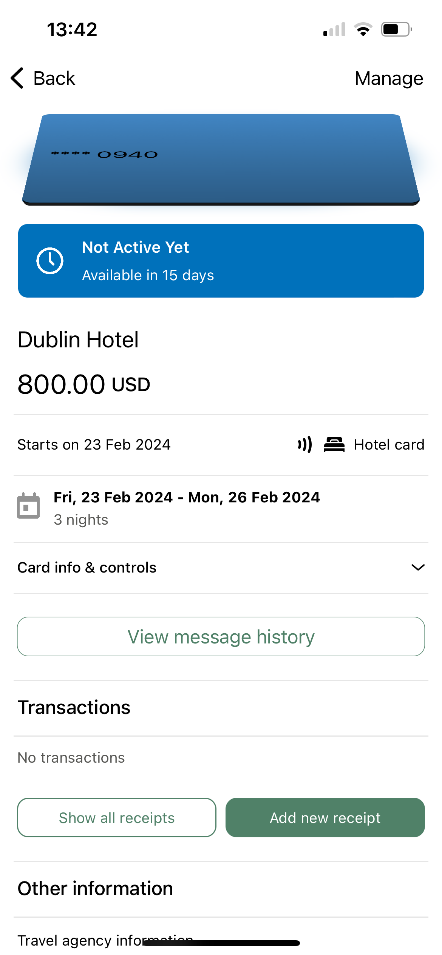 13:42
Back
Manage
**** 0940
Not Active Yet
Available in 15 days
Dublin Hotel
800.00 USD
Starts on 23 Feb 2024
Hotel card
Fri, 23 Feb 2024 - Mon, 26 Feb 2024
3 nights
Card info & controls
View message history
Transactions
No transactions
Show all receipts
Add new receipt
Other information
Travel agency information